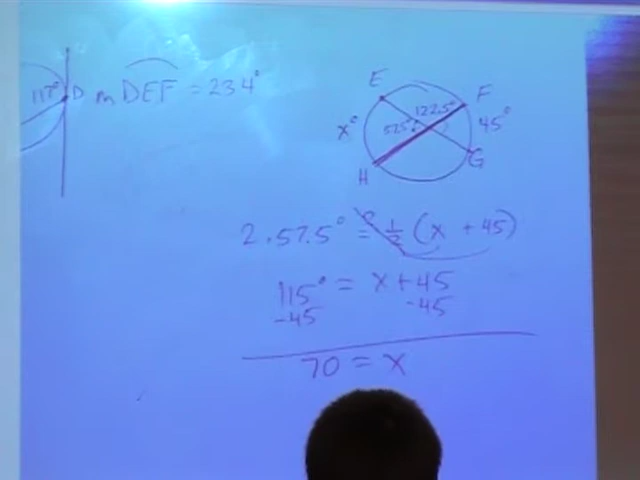 117° D m DEF = 234°
E
F
122.5°
x° 57.5° 45°
G
H
2 · 57.5° = 2 · 1/2 (x + 45)
115° = x + 45
-45 -45
70 = x